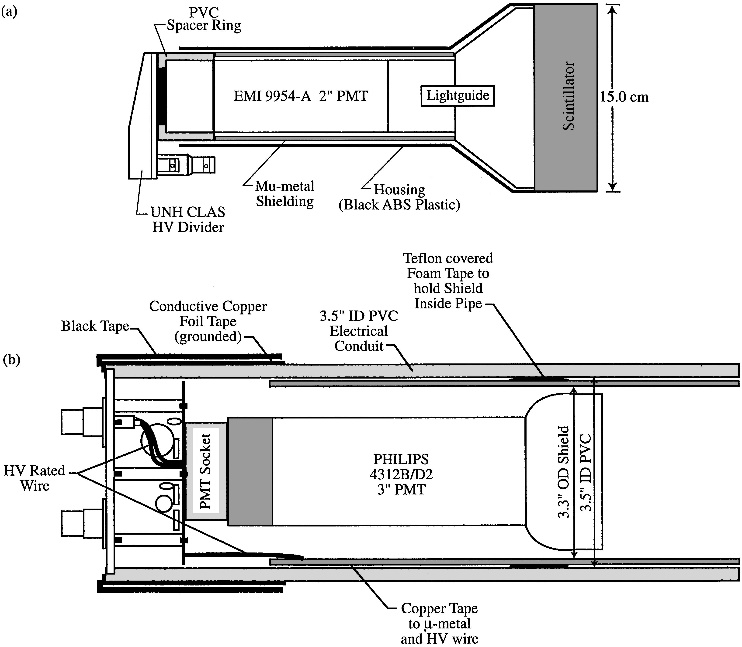 (a)
PVC
Spacer Ring
EMI 9954-A 2" PMT
Lightguide
Scintillator
15.0 cm
Mu-metal
Shielding
Housing
(Black ABS Plastic)
UNH CLAS
HV Divider
(b)
Black Tape
Conductive Copper
Foil Tape
(grounded)
3.5" ID PVC
Electrical
Conduit
Teflon covered
Foam Tape to
hold Shield
Inside Pipe
HV Rated
Wire
PMT Socket
PHILIPS
4312B/D2
3" PMT
3.3" OD Shield
3.5" ID PVC
Copper Tape
to μ-metal
and HV wire